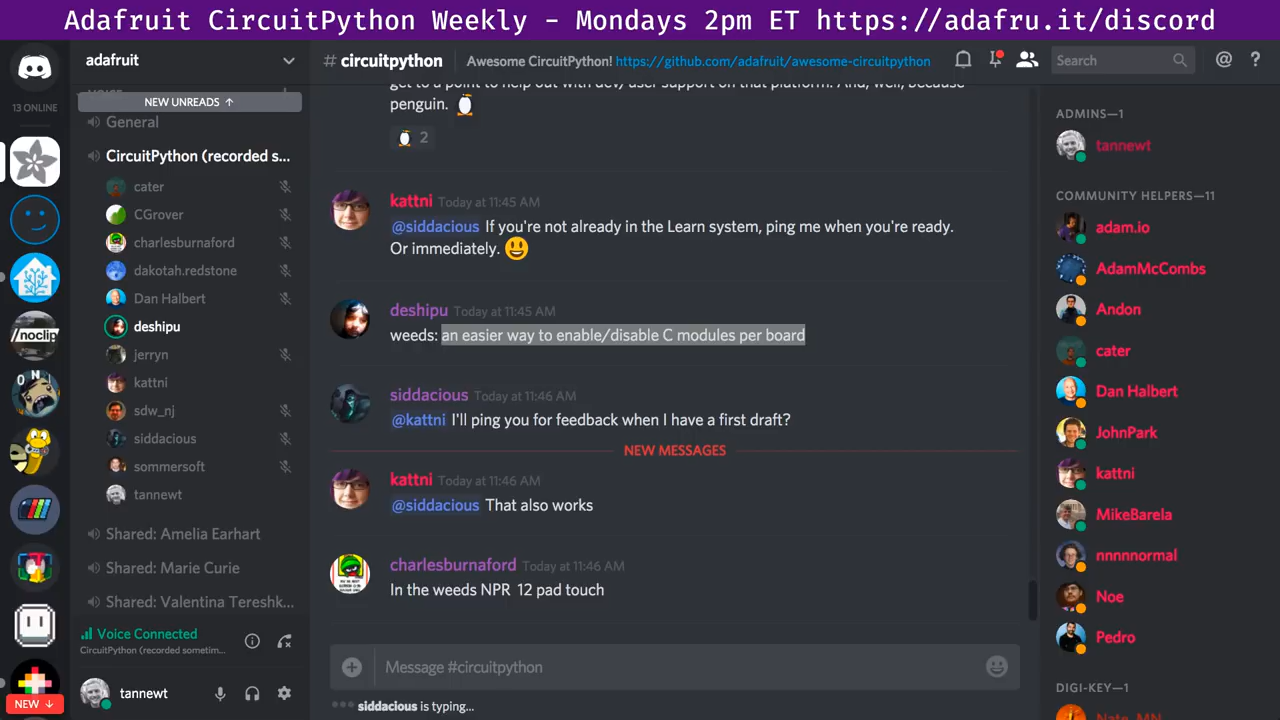 Adafruit CircuitPython Weekly - Mondays 2pm ET https://adafru.it/discord
13 ONLINE
/noclip
NEW ↓
adafruit
NEW UNREADS ↑
General
CircuitPython (recorded s...
cater
CGrover
charlesburnaford
dakotah.redstone
Dan Halbert
deshipu
jerryn
kattni
sdw_nj
siddacious
sommersoft
tannewt
Shared: Amelia Earhart
Shared: Marie Curie
Shared: Valentina Tereshk...
Voice Connected
CircuitPython (recorded sometim...
tannewt
# circuitpython
Awesome CircuitPython! https://github.com/adafruit/awesome-circuitpython
Search
get to a point to help out with dev/user support on that platform. And, well, because
penguin. 🐧
🐧 2
kattni Today at 11:45 AM
@siddacious If you're not already in the Learn system, ping me when you're ready.
Or immediately. 😃
deshipu Today at 11:45 AM
weeds: an easier way to enable/disable C modules per board
siddacious Today at 11:46 AM
@kattni I'll ping you for feedback when I have a first draft?
NEW MESSAGES
kattni Today at 11:46 AM
@siddacious That also works
charlesburnaford Today at 11:46 AM
In the weeds NPR 12 pad touch
Message #circuitpython
siddacious is typing...
ADMINS—1
tannewt
COMMUNITY HELPERS—11
adam.io
AdamMcCombs
Andon
cater
Dan Halbert
JohnPark
kattni
MikeBarela
nnnnnormal
Noe
Pedro
DIGI-KEY—1